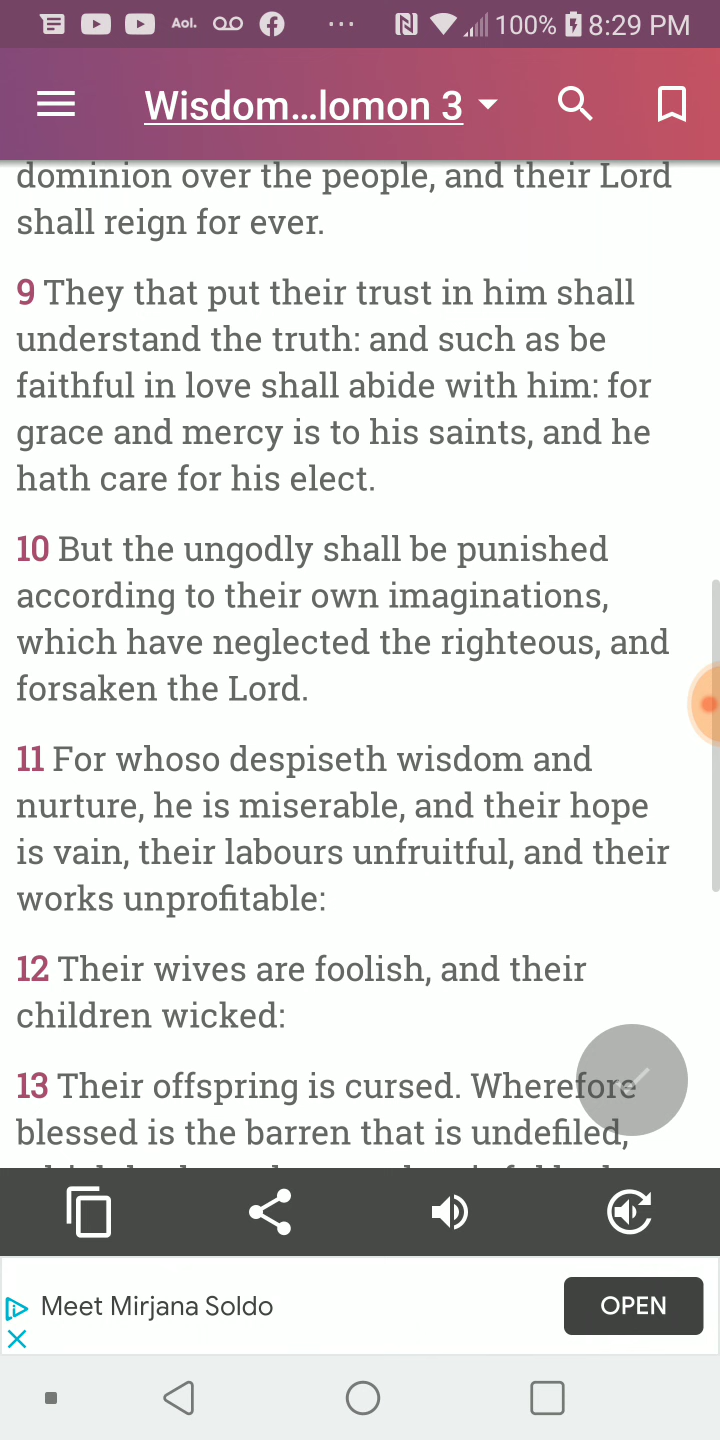 Aol. ... 100% 8:29 PM
Wisdom...lomon 3
dominion over the people, and their Lord
shall reign for ever.
9 They that put their trust in him shall
understand the truth: and such as be
faithful in love shall abide with him: for
grace and mercy is to his saints, and he
hath care for his elect.
10 But the ungodly shall be punished
according to their own imaginations,
which have neglected the righteous, and
forsaken the Lord.
11 For whoso despiseth wisdom and
nurture, he is miserable, and their hope
is vain, their labours unfruitful, and their
works unprofitable:
12 Their wives are foolish, and their
children wicked:
13 Their offspring is cursed. Wherefore
blessed is the barren that is undefiled,
Meet Mirjana Soldo
OPEN